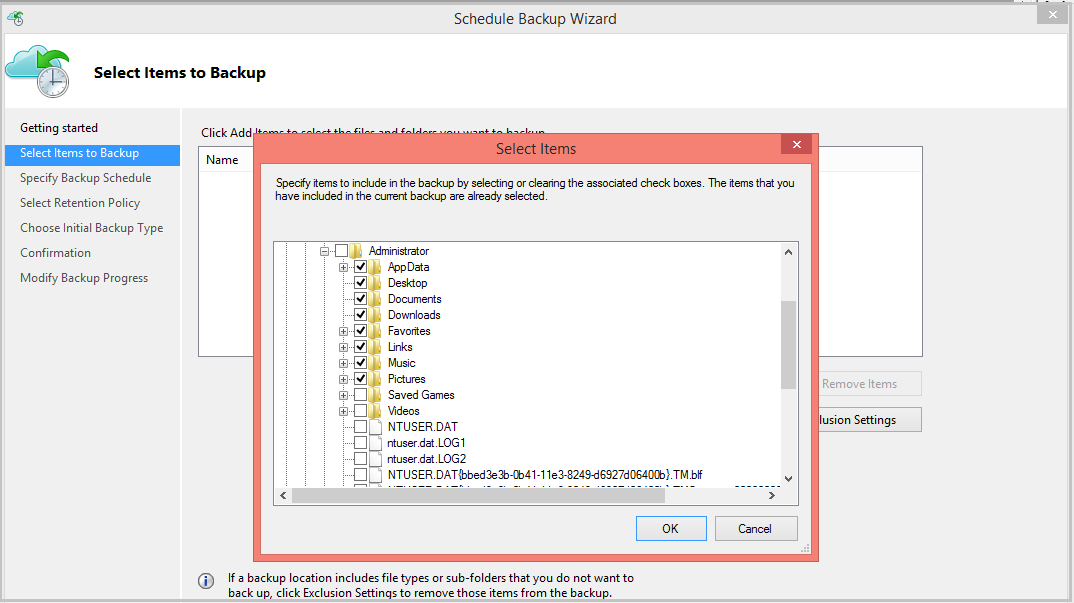 Schedule Backup Wizard
Select Items to Backup
Getting started
Select Items to Backup
Specify Backup Schedule
Select Retention Policy
Choose Initial Backup Type
Confirmation
Modify Backup Progress
Click Add Items to select the files and folders you want to backup
Name
Select Items
Specify items to include in the backup by selecting or clearing the associated check boxes. The items that you
have included in the current backup are already selected.
Administrator
AppData
Desktop
Documents
Downloads
Favorites
Links
Music
Pictures
Saved Games
Videos
NTUSER.DAT
ntuser.dat.LOG1
ntuser.dat.LOG2
NTUSER.DAT{bbed3e3b-0b41-11e3-8249-d6927d06400b}.TM.blf
OK
Cancel
Remove Items
lusion Settings
If a backup location includes file types or sub-folders that you do not want to
back up, click Exclusion Settings to remove those items from the backup.